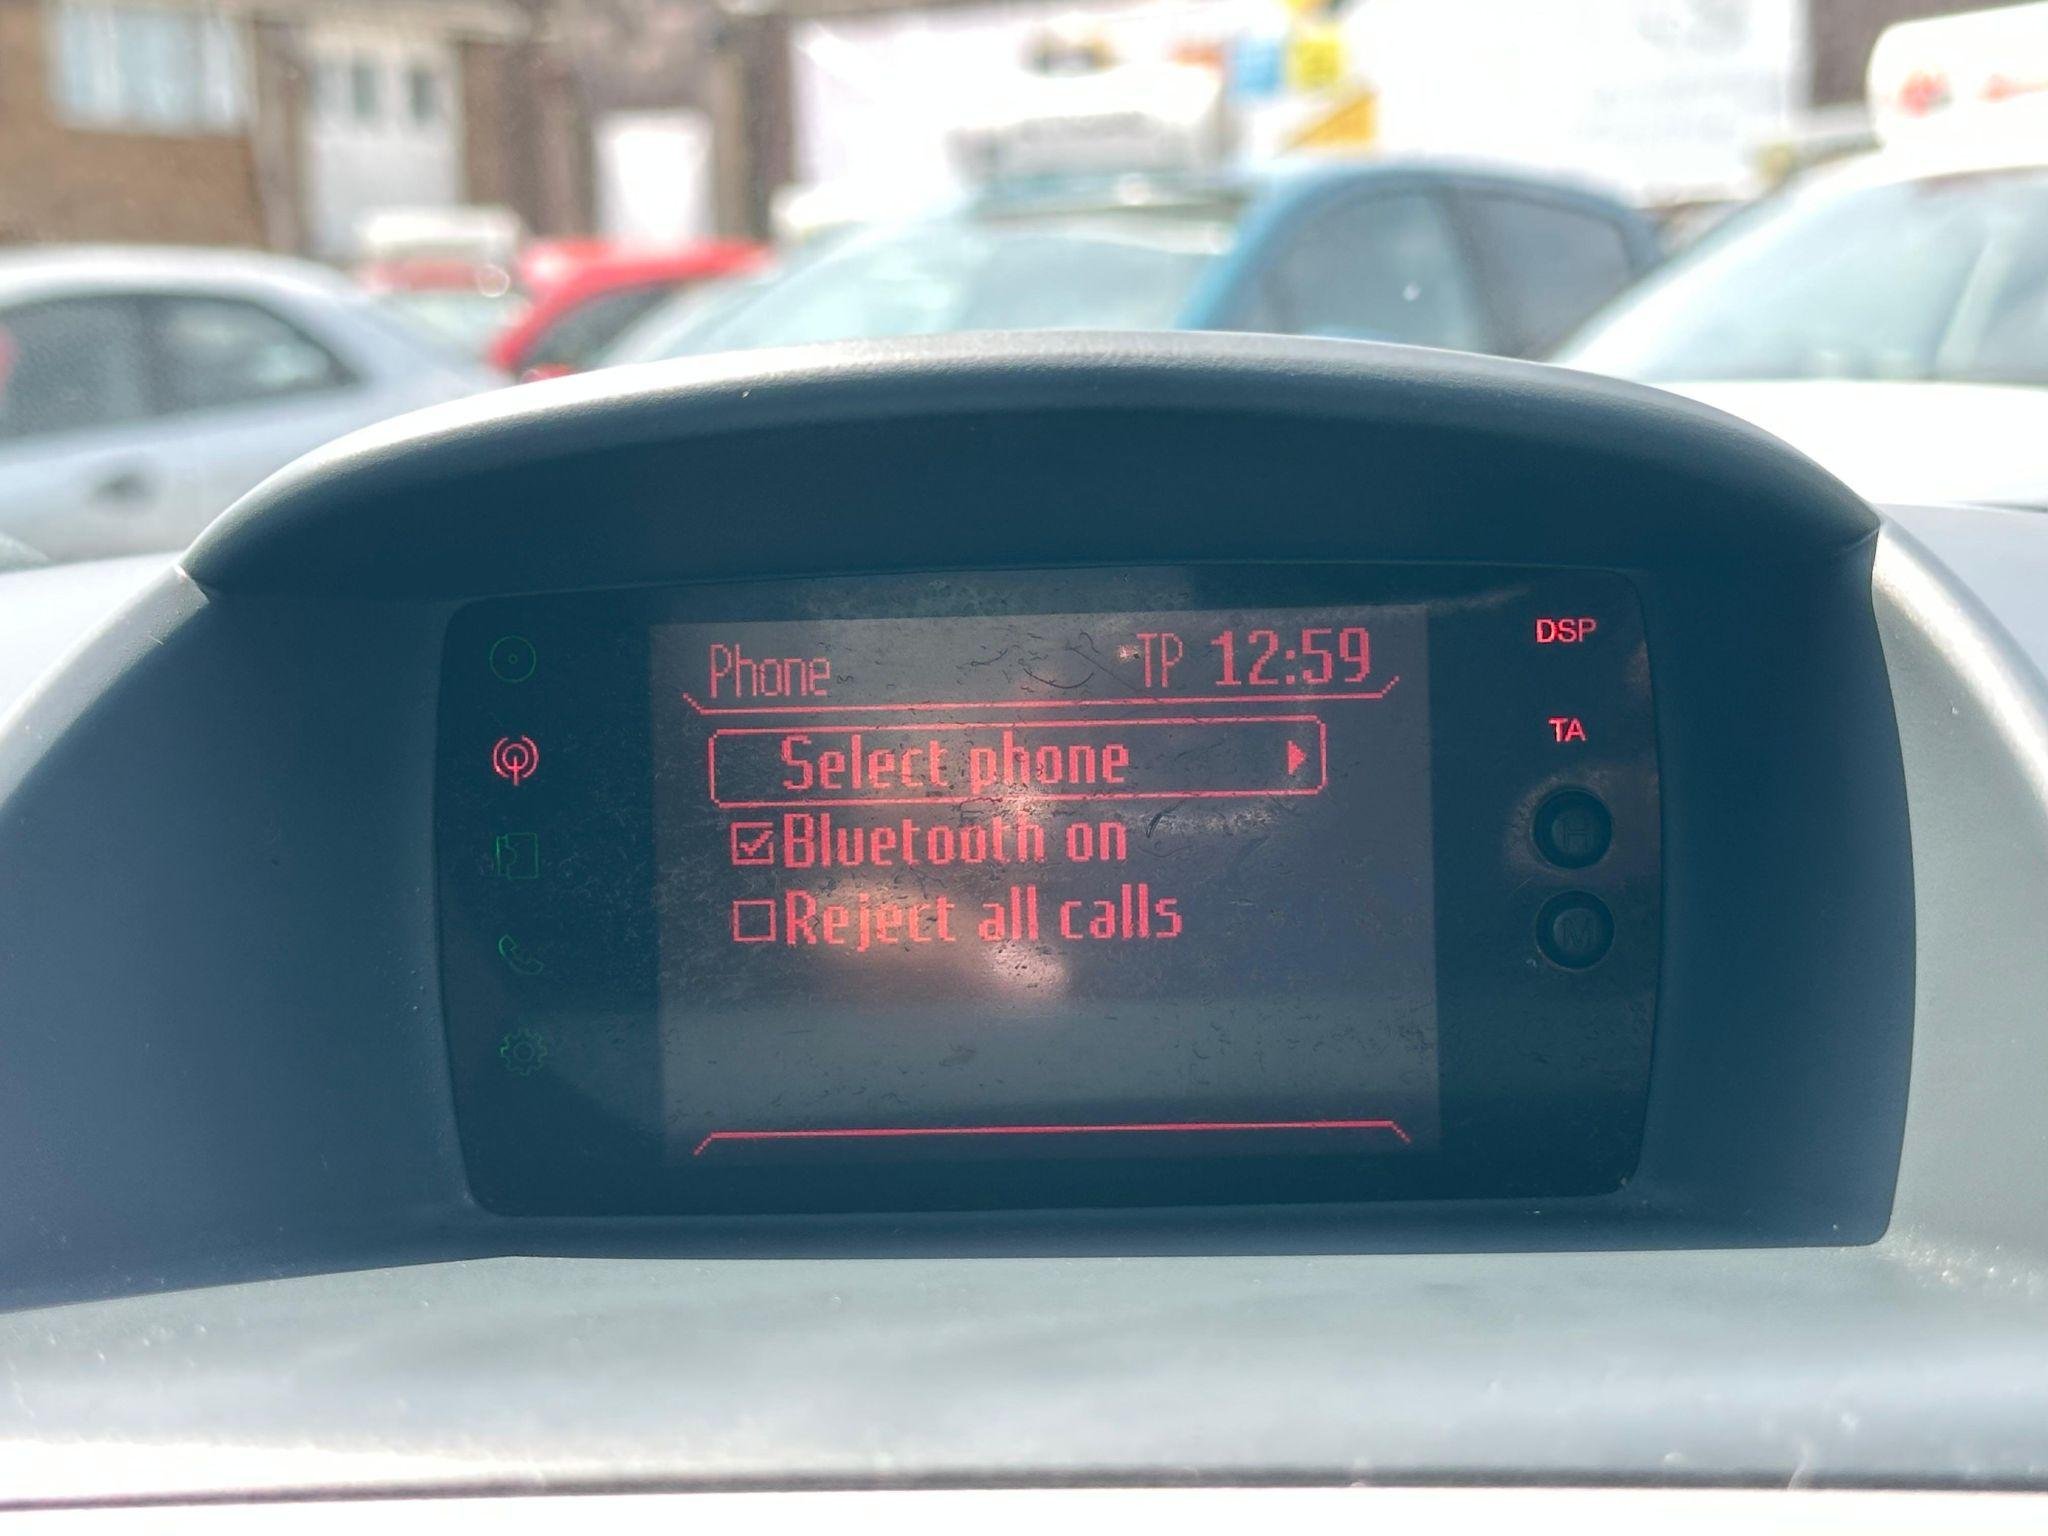 Phone TP 12:59
DSP
TA
Select phone
Bluetooth on
Reject all calls
H
M